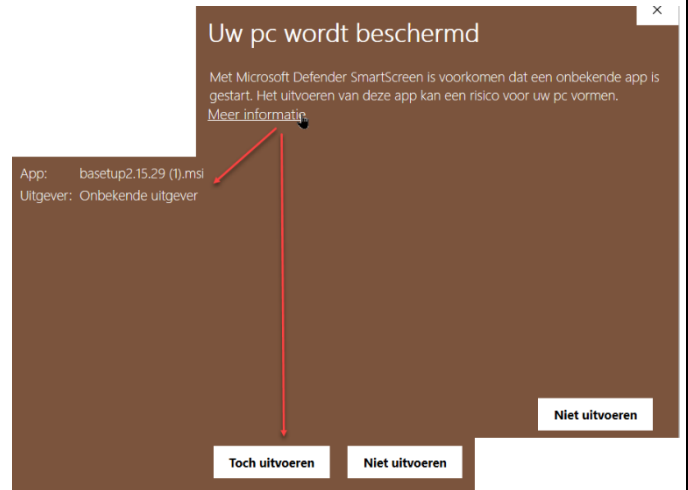 Uw pc wordt beschermd
Met Microsoft Defender SmartScreen is voorkomen dat een onbekende app is
gestart. Het uitvoeren van deze app kan een risico voor uw pc vormen.
Meer informatie
App: basetup2.15.29 (1).msi
Uitgever: Onbekende uitgever
Niet uitvoeren
Toch uitvoeren Niet uitvoeren